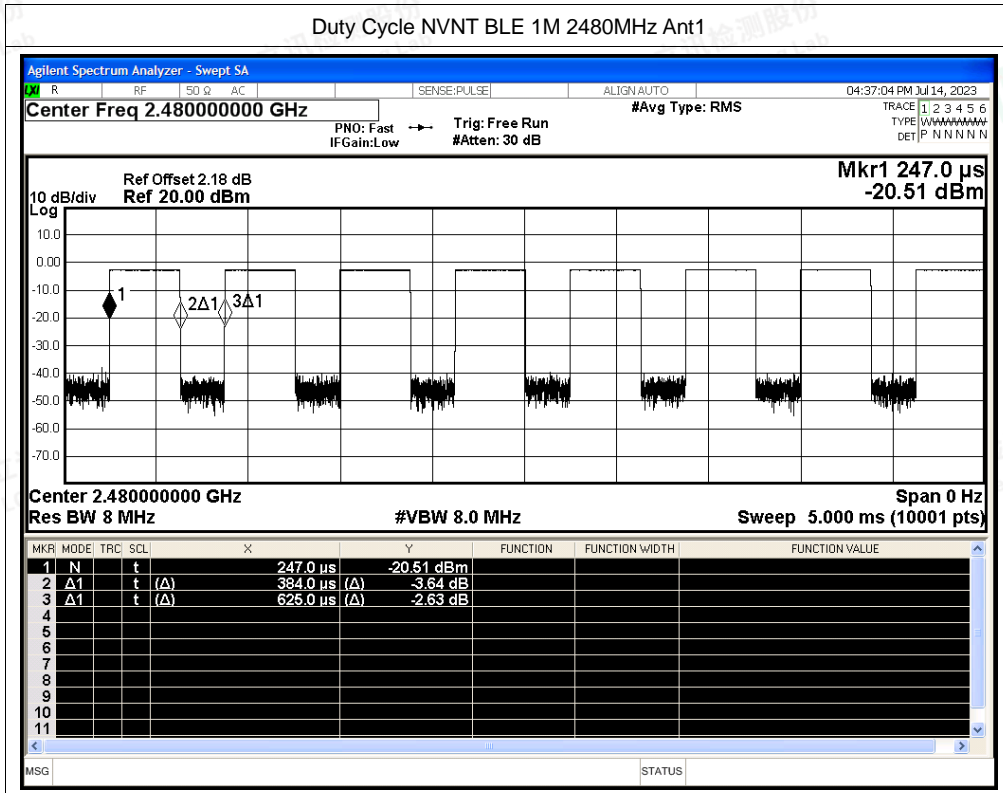 Duty Cycle NVNT BLE 1M 2480MHz Ant1
Agilent Spectrum Analyzer - Swept SA
LXI R RF 50 Ω AC SENSE:PULSE ALIGN AUTO 04:37:04 PM Jul 14, 2023
Center Freq 2.480000000 GHz #Avg Type: RMS TRACE 1 2 3 4 5 6
PNO: Fast Trig: Free Run TYPE WWWWWW
IFGain:Low #Atten: 30 dB DET P N N N N N
Mkr1 247.0 µs
Ref Offset 2.18 dB
10 dB/div Ref 20.00 dBm -20.51 dBm
Log
10.0
0.00
-10.0
1
2Δ1 3Δ1
-20.0
-30.0
-40.0
-50.0
-60.0
-70.0
Center 2.480000000 GHz Span 0 Hz
Res BW 8 MHz #VBW 8.0 MHz Sweep 5.000 ms (10001 pts)
MKR MODE TRC SCL X Y FUNCTION FUNCTION WIDTH FUNCTION VALUE
1 N t 247.0 µs -20.51 dBm
2 Δ1 t (Δ) 384.0 µs (Δ) -3.64 dB
3 Δ1 t (Δ) 625.0 µs (Δ) -2.63 dB
4
5
6
7
8
9
10
11
MSG STATUS